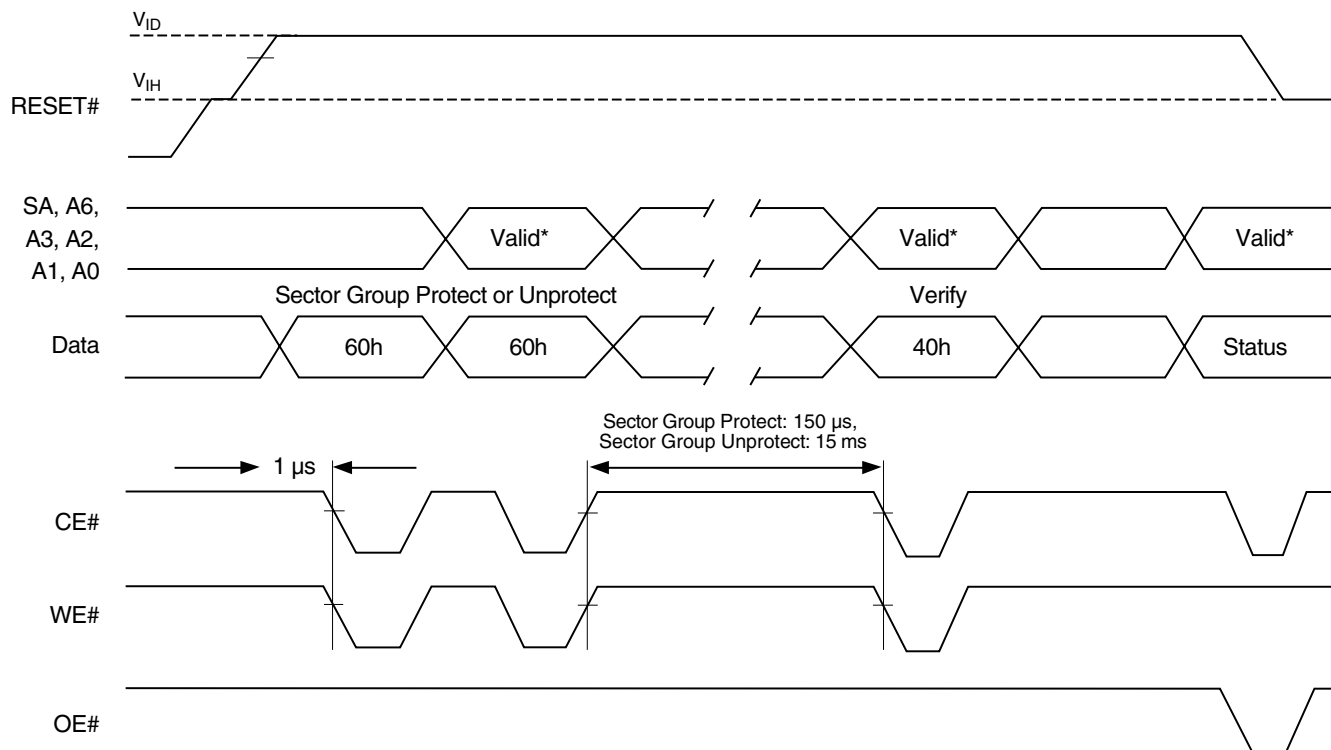 VID
VIH
RESET#
SA, A6,
A3, A2,
A1, A0
Valid*
Valid*
Valid*
Sector Group Protect or Unprotect
Verify
Data
60h
60h
40h
Status
Sector Group Protect: 150 µs,
Sector Group Unprotect: 15 ms
1 µs
CE#
WE#
OE#